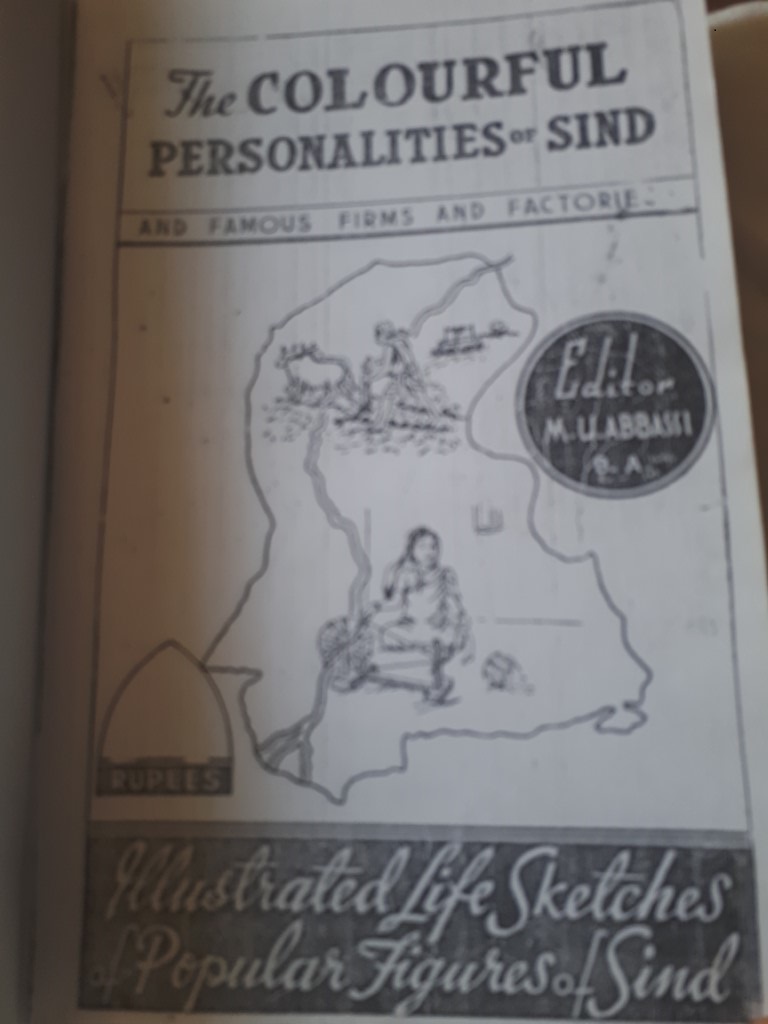 The COLOURFUL
PERSONALITIES OF SIND
AND FAMOUS FIRMS AND FACTORIES
Editor
M. U. ABBASSI
B. A.
RUPEES
Illustrated Life Sketches
of Popular Figures of Sind